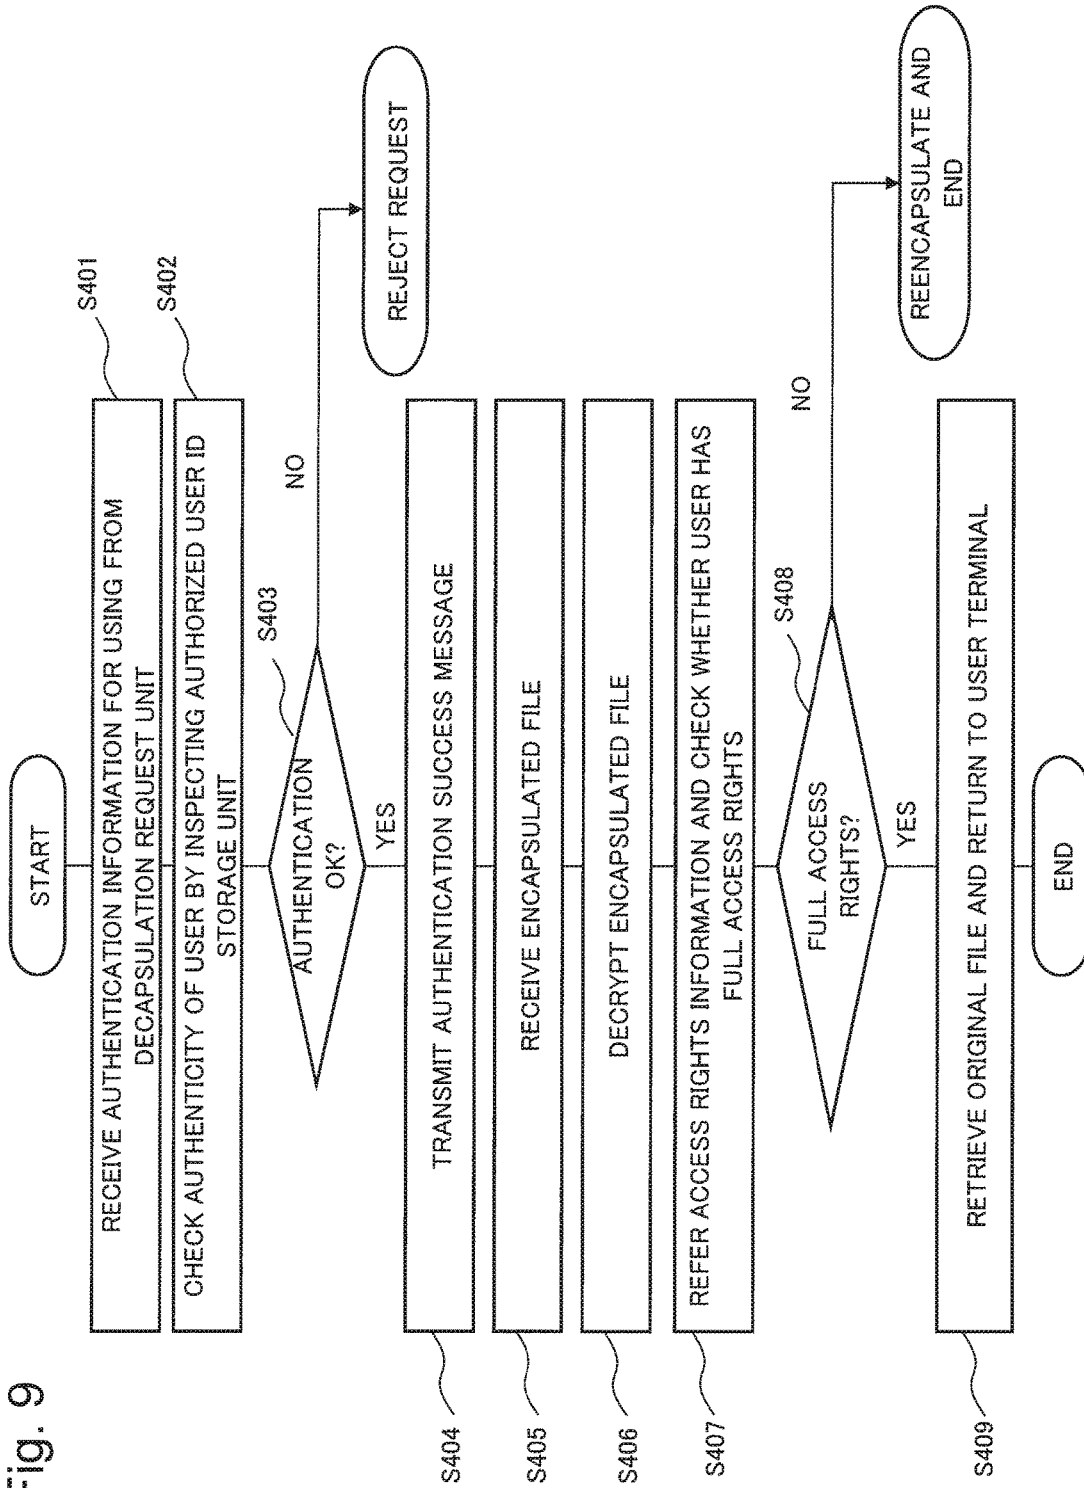 Fig. 9
START
S401
RECEIVE AUTHENTICATION INFORMATION FOR USING FROM
DECAPSULATION REQUEST UNIT
S402
CHECK AUTHENTICITY OF USER BY INSPECTING AUTHORIZED USER ID
STORAGE UNIT
S403
AUTHENTICATION
OK?
NO
REJECT REQUEST
YES
S404
TRANSMIT AUTHENTICATION SUCCESS MESSAGE
S405
RECEIVE ENCAPSULATED FILE
S406
DECRYPT ENCAPSULATED FILE
S407
REFER ACCESS RIGHTS INFORMATION AND CHECK WHETHER USER HAS
FULL ACCESS RIGHTS
S408
FULL ACCESS
RIGHTS?
NO
REENCAPSULATE AND
END
YES
S409
RETRIEVE ORIGINAL FILE AND RETURN TO USER TERMINAL
END